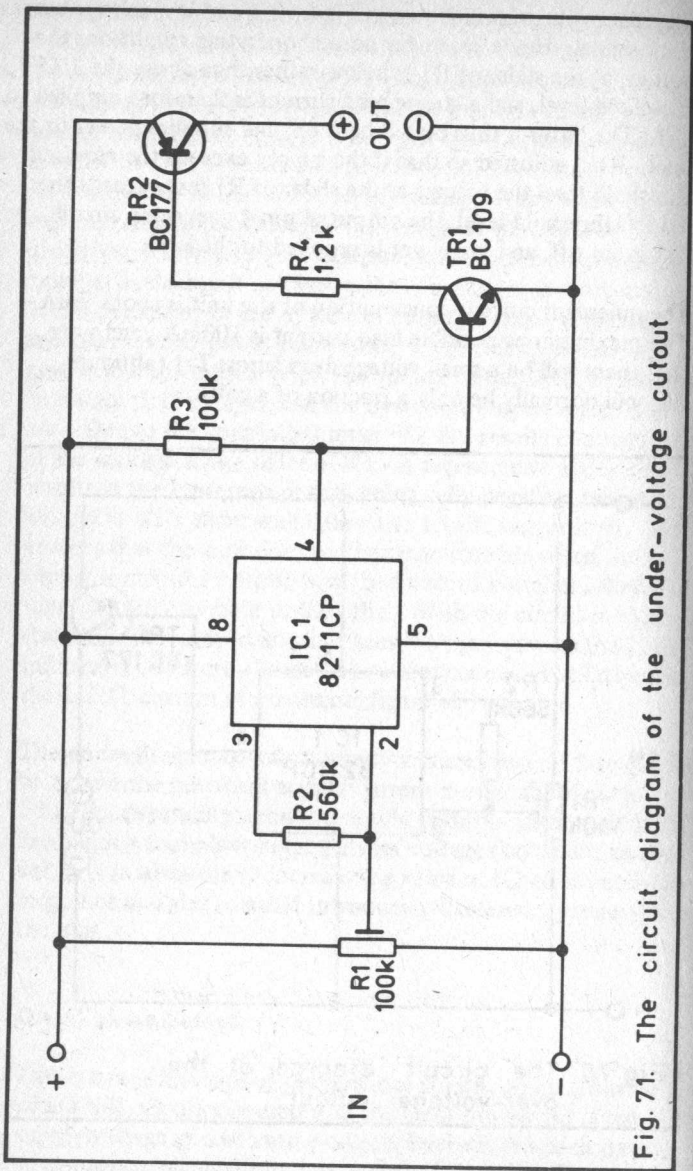 +
IN
−
R1
100k
R2
560k
3
2
8
IC1
8211CP
5
4
R3
100k
TR2
BC177
R4
1.2k
TR1
BC109
+
OUT
−
Fig. 71 The circuit diagram of the under-voltage cutout